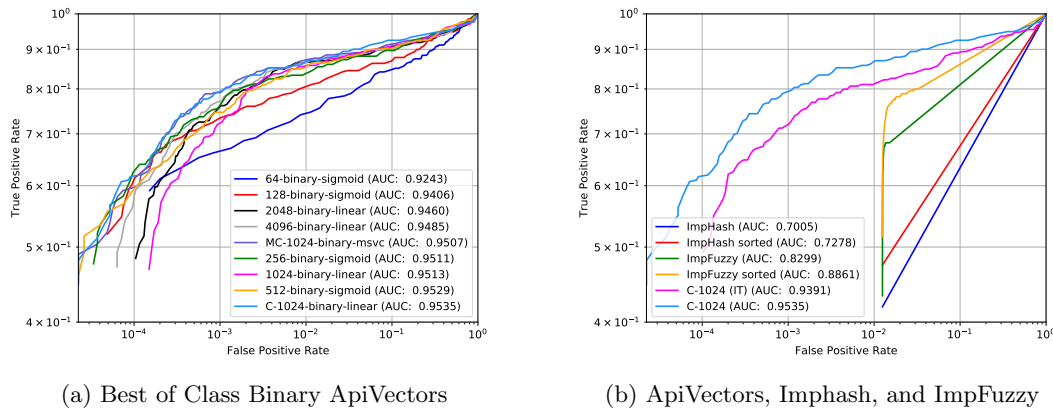 10⁰
9 × 10⁻¹
8 × 10⁻¹
7 × 10⁻¹
6 × 10⁻¹
5 × 10⁻¹
4 × 10⁻¹
True Positive Rate
64-binary-sigmoid (AUC: 0.9243)
128-binary-sigmoid (AUC: 0.9406)
2048-binary-linear (AUC: 0.9460)
4096-binary-linear (AUC: 0.9485)
MC-1024-binary-msvc (AUC: 0.9507)
256-binary-sigmoid (AUC: 0.9511)
1024-binary-linear (AUC: 0.9513)
512-binary-sigmoid (AUC: 0.9529)
C-1024-binary-linear (AUC: 0.9535)
10⁻⁴ 10⁻³ 10⁻² 10⁻¹ 10⁰
False Positive Rate
(a) Best of Class Binary ApiVectors
10⁰
9 × 10⁻¹
8 × 10⁻¹
7 × 10⁻¹
6 × 10⁻¹
5 × 10⁻¹
4 × 10⁻¹
True Positive Rate
ImpHash (AUC: 0.7005)
ImpHash sorted (AUC: 0.7278)
ImpFuzzy (AUC: 0.8299)
ImpFuzzy sorted (AUC: 0.8861)
C-1024 (IT) (AUC: 0.9391)
C-1024 (AUC: 0.9535)
10⁻⁴ 10⁻³ 10⁻² 10⁻¹ 10⁰
False Positive Rate
(b) ApiVectors, Imphash, and ImpFuzzy